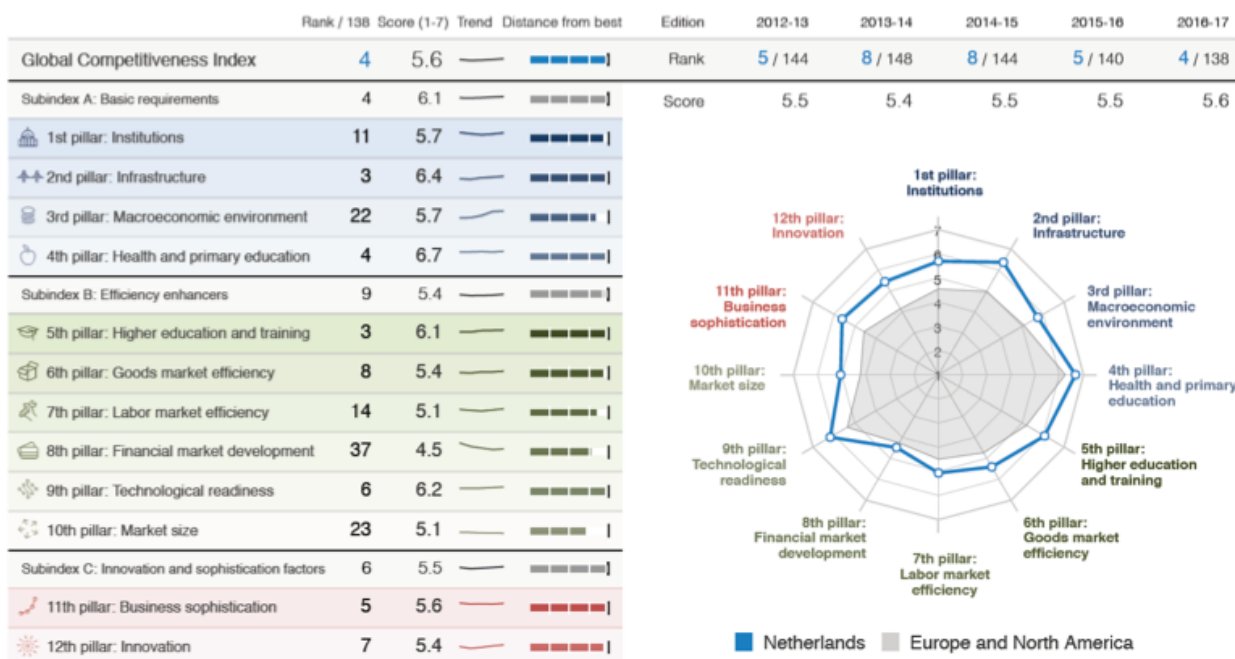 Rank / 138 Score (1-7) Trend Distance from best
Global Competitiveness Index 4 5.6
Subindex A: Basic requirements 4 6.1
1st pillar: Institutions 11 5.7
2nd pillar: Infrastructure 3 6.4
3rd pillar: Macroeconomic environment 22 5.7
4th pillar: Health and primary education 4 6.7
Subindex B: Efficiency enhancers 9 5.4
5th pillar: Higher education and training 3 6.1
6th pillar: Goods market efficiency 8 5.4
7th pillar: Labor market efficiency 14 5.1
8th pillar: Financial market development 37 4.5
9th pillar: Technological readiness 6 6.2
10th pillar: Market size 23 5.1
Subindex C: Innovation and sophistication factors 6 5.5
11th pillar: Business sophistication 5 5.6
12th pillar: Innovation 7 5.4
Edition 2012-13 2013-14 2014-15 2015-16 2016-17
Rank 5 / 144 8 / 148 8 / 144 5 / 140 4 / 138
Score 5.5 5.4 5.5 5.5 5.6
1st pillar:
Institutions
2nd pillar:
Infrastructure
3rd pillar:
Macroeconomic
environment
4th pillar:
Health and primary
education
5th pillar:
Higher education
and training
6th pillar:
Goods market
efficiency
7th pillar:
Labor market
efficiency
8th pillar:
Financial market
development
9th pillar:
Technological
readiness
10th pillar:
Market size
11th pillar:
Business
sophistication
12th pillar:
Innovation
7
6
5
4
3
2
1
Netherlands Europe and North America